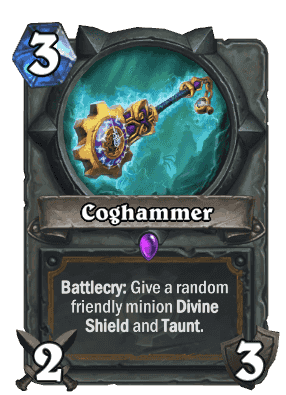 3
Coghammer
Battlecry: Give a random
friendly minion Divine
Shield and Taunt.
2 3